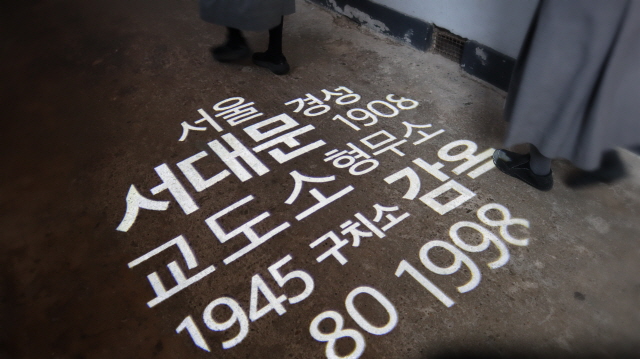 서울 경성
서대문 1908
교도소 형무소
1945 구치소 감옥
80 1998